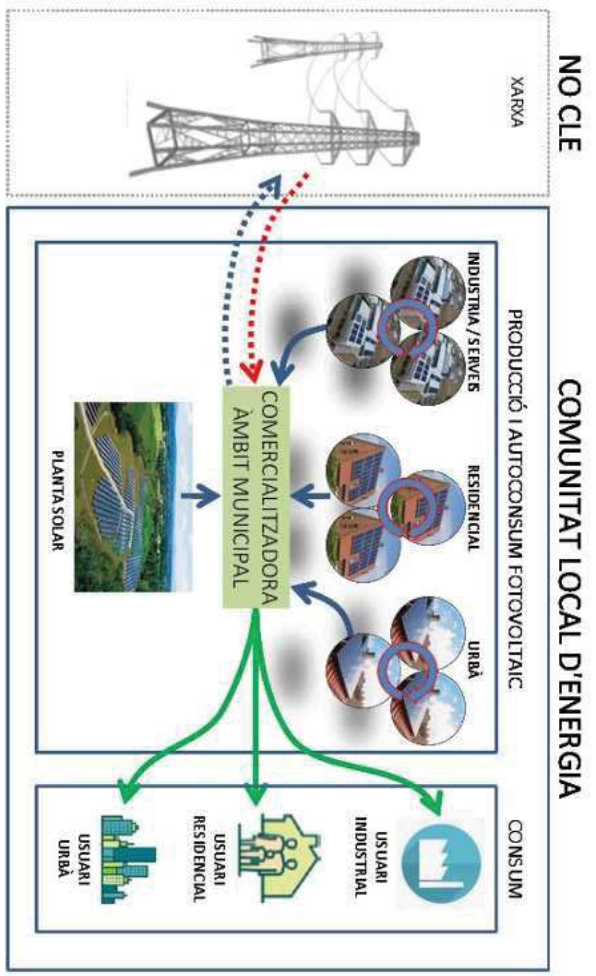 NO CLE
COMUNITAT LOCAL D'ENERGIA
XARXA
PRODUCCIÓ I AUTOCONSUM FOTOVOLTAIC
CONSUM
INDUSTRIA / SERVEIS
RESIDENCIAL
URBÀ
COMERCIALITZADORA
ÀMBIT MUNICIPAL
PLANTA SOLAR
USUARI
INDUSTRIAL
USUARI
RESIDENCIAL
USUARI
URBÀ